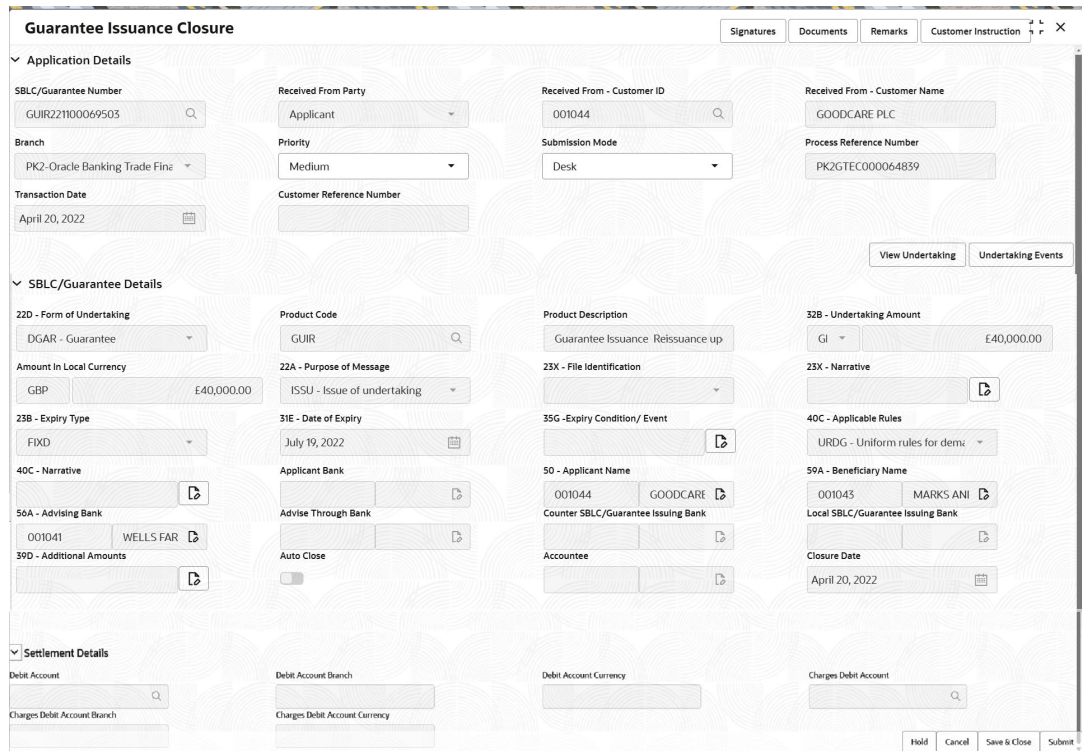 Guarantee Issuance Closure
Signatures Documents Remarks Customer Instruction
Application Details
SBLC/Guarantee Number Received From Party Received From - Customer ID Received From - Customer Name
GUIR221100069503 Applicant 001044 GOODCARE PLC
Branch Priority Submission Mode Process Reference Number
PK2-Oracle Banking Trade Fina Medium Desk PK2GTEC000064839
Transaction Date Customer Reference Number
April 20, 2022
View Undertaking Undertaking Events
SBLC/Guarantee Details
22D - Form of Undertaking Product Code Product Description 32B - Undertaking Amount
DGAR - Guarantee GUIR Guarantee Issuance Reissuance up GI £40,000.00
Amount In Local Currency 22A - Purpose of Message 23X - File Identification 23X - Narrative
GBP £40,000.00 ISSU - Issue of undertaking
23B - Expiry Type 31E - Date of Expiry 35G -Expiry Condition/ Event 40C - Applicable Rules
FIXD July 19, 2022 URDG - Uniform rules for dema
40C - Narrative Applicant Bank 50 - Applicant Name 59A - Beneficiary Name
001044 GOODCARE 001043 MARKS ANI
56A - Advising Bank Advise Through Bank Counter SBLC/Guarantee Issuing Bank Local SBLC/Guarantee Issuing Bank
001041 WELLS FAR
39D - Additional Amounts Auto Close Accountee Closure Date
April 20, 2022
Settlement Details
Debit Account Debit Account Branch Debit Account Currency Charges Debit Account
Charges Debit Account Branch Charges Debit Account Currency
Hold Cancel Save & Close Submit